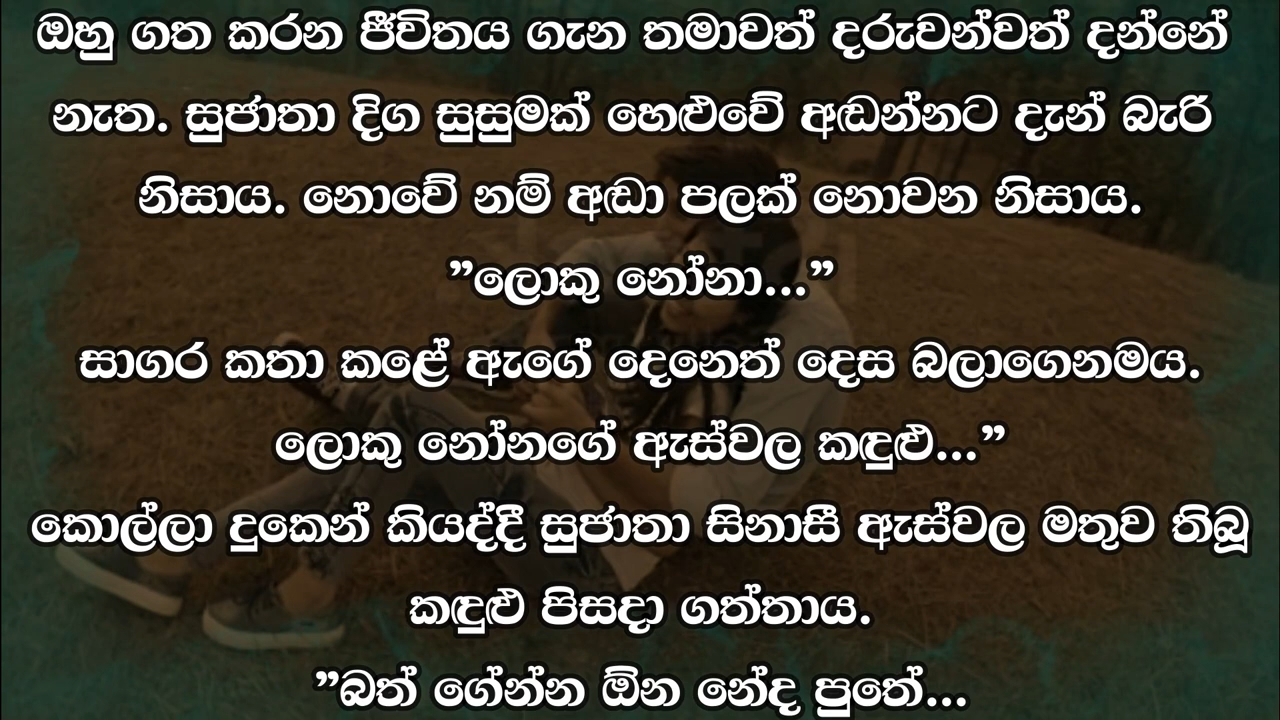 ඔහු ගත කරන ජීවිතය ගැන තමාවත් දරුවන්වත් දන්නේ
නැත. සුජාතා දිග සුසුමක් හෙළුවේ අඬන්නට දැන් බැරි
නිසාය. නොවේ නම් අඬා පලක් නොවන නිසාය.
”ලොකු නෝනා...”
සාගර කතා කළේ ඇගේ දෙනෙත් දෙස බලාගෙනමය.
ලොකු නෝනගේ ඇස්වල කඳුළු...”
කොල්ලා දුකෙන් කියද්දී සුජාතා සිනාසී ඇස්වල මතුව තිබූ
කඳුළු පිසදා ගත්තාය.
”බත් ගේන්න ඕන නේද පුතේ...